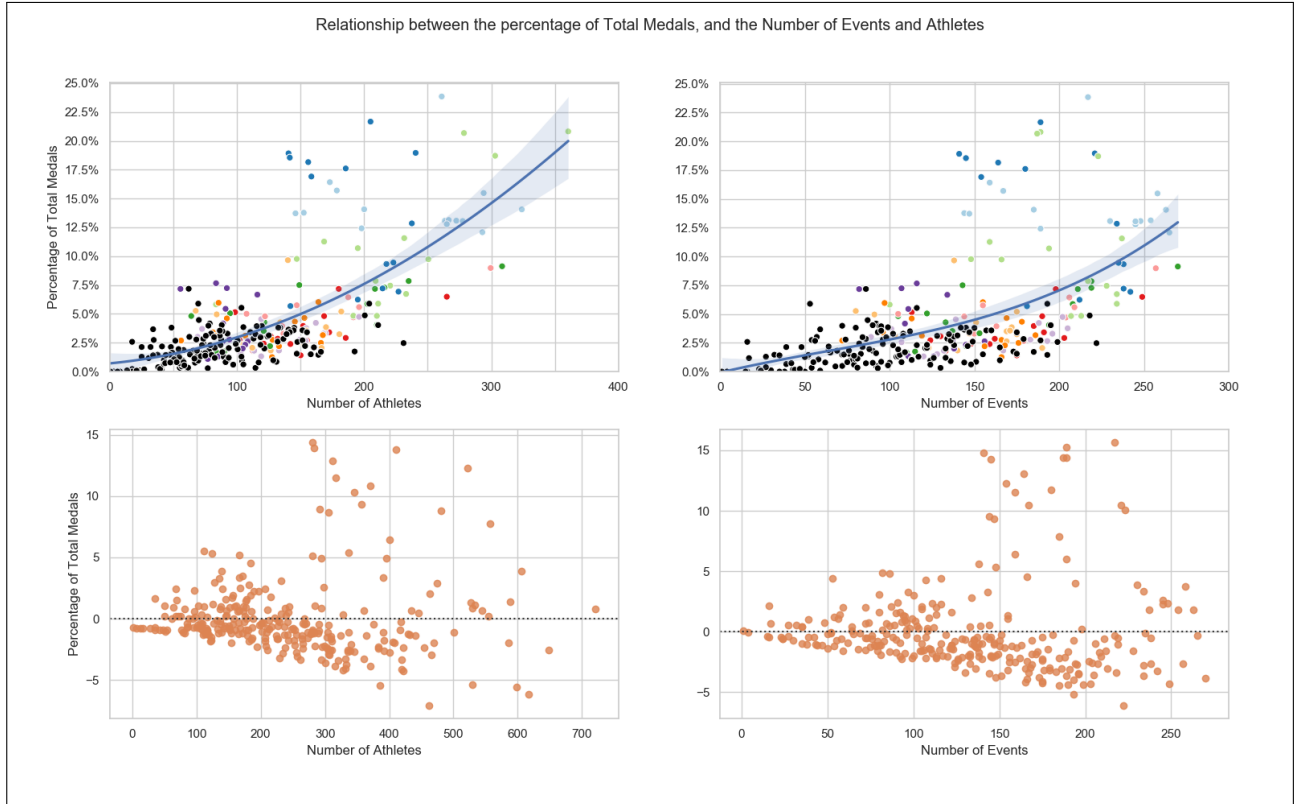 Relationship between the percentage of Total Medals, and the Number of Events and Athletes
25.0%
22.5%
20.0%
17.5%
15.0%
12.5%
10.0%
7.5%
5.0%
2.5%
0.0%
Percentage of Total Medals
0 100 200 300 400
Number of Athletes
25.0%
22.5%
20.0%
17.5%
15.0%
12.5%
10.0%
7.5%
5.0%
2.5%
0.0%
0 50 100 150 200 250 300
Number of Events
15
10
5
0
−5
Percentage of Total Medals
0 100 200 300 400 500 600 700
Number of Athletes
15
10
5
0
−5
0 50 100 150 200 250
Number of Events